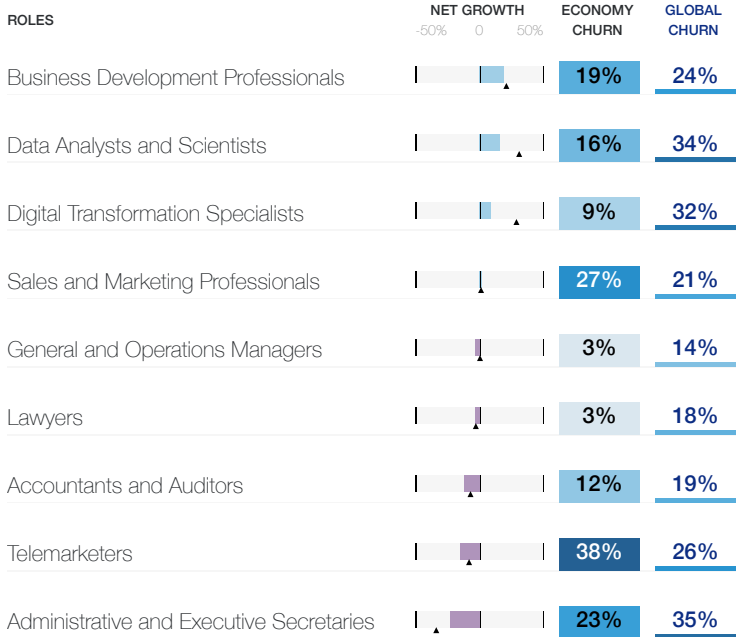 ROLES
NET GROWTH
ECONOMY CHURN
GLOBAL CHURN
-50% 0 50%
Business Development Professionals 19% 24%
Data Analysts and Scientists 16% 34%
Digital Transformation Specialists 9% 32%
Sales and Marketing Professionals 27% 21%
General and Operations Managers 3% 14%
Lawyers 3% 18%
Accountants and Auditors 12% 19%
Telemarketers 38% 26%
Administrative and Executive Secretaries 23% 35%